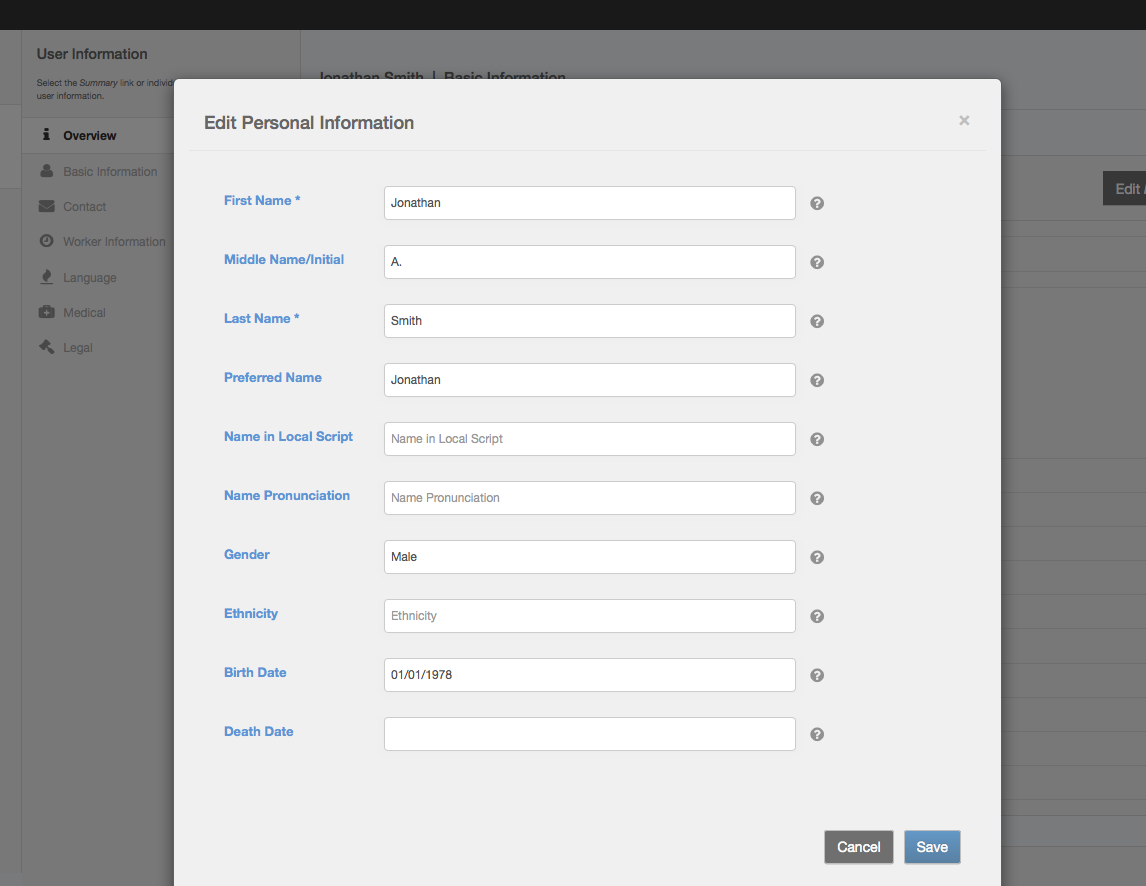 User Information
Select the Summary link or individ
user information.
Overview
Basic Information
Contact
Worker Information
Language
Medical
Legal
Jonathan Smith | Basic Information
Edit
Edit Personal Information
×
First Name *
Jonathan
Middle Name/Initial
A.
Last Name *
Smith
Preferred Name
Jonathan
Name in Local Script
Name in Local Script
Name Pronunciation
Name Pronunciation
Gender
Male
Ethnicity
Ethnicity
Birth Date
01/01/1978
Death Date
Cancel
Save